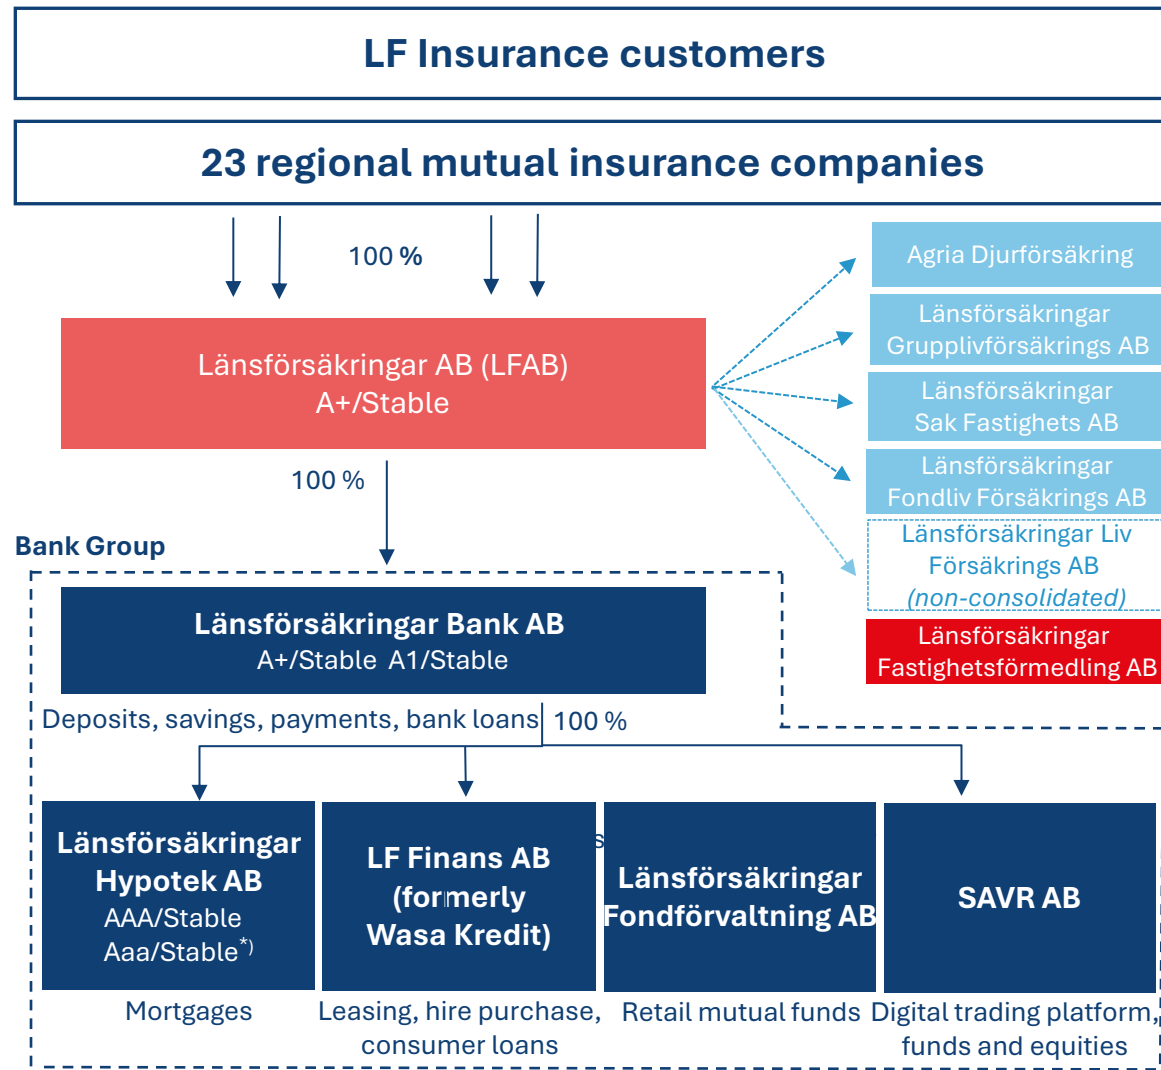 LF Insurance customers
23 regional mutual insurance companies
100 %
Länsförsäkringar AB (LFAB)
A+/Stable
Agria Djurförsäkring
Länsförsäkringar
Grupplivförsäkrings AB
Länsförsäkringar
Sak Fastighets AB
Länsförsäkringar
Fondliv Försäkrings AB
Länsförsäkringar Liv
Försäkrings AB
(non-consolidated)
Länsförsäkringar
Fastighetsförmedling AB
100 %
Bank Group
Länsförsäkringar Bank AB
A+/Stable A1/Stable
Deposits, savings, payments, bank loans
100 %
Länsförsäkringar
Hypotek AB
AAA/Stable
Aaa/Stable*)
Mortgages
LF Finans AB
(formerly
Wasa Kredit)
Leasing, hire purchase,
consumer loans
Länsförsäkringar
Fondförvaltning AB
Retail mutual funds
SAVR AB
Digital trading platform,
funds and equities